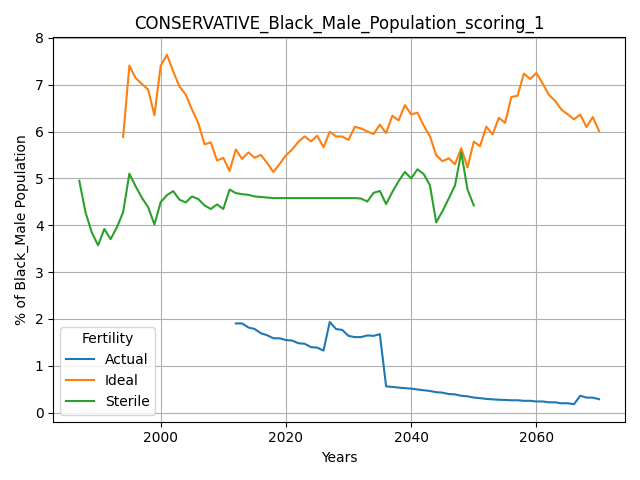 CONSERVATIVE_Black_Male_Population_scoring_1
% of Black_Male Population
8
7
6
5
4
3
2
1
0
Fertility
Actual
Ideal
Sterile
2000 2020 2040 2060
Years